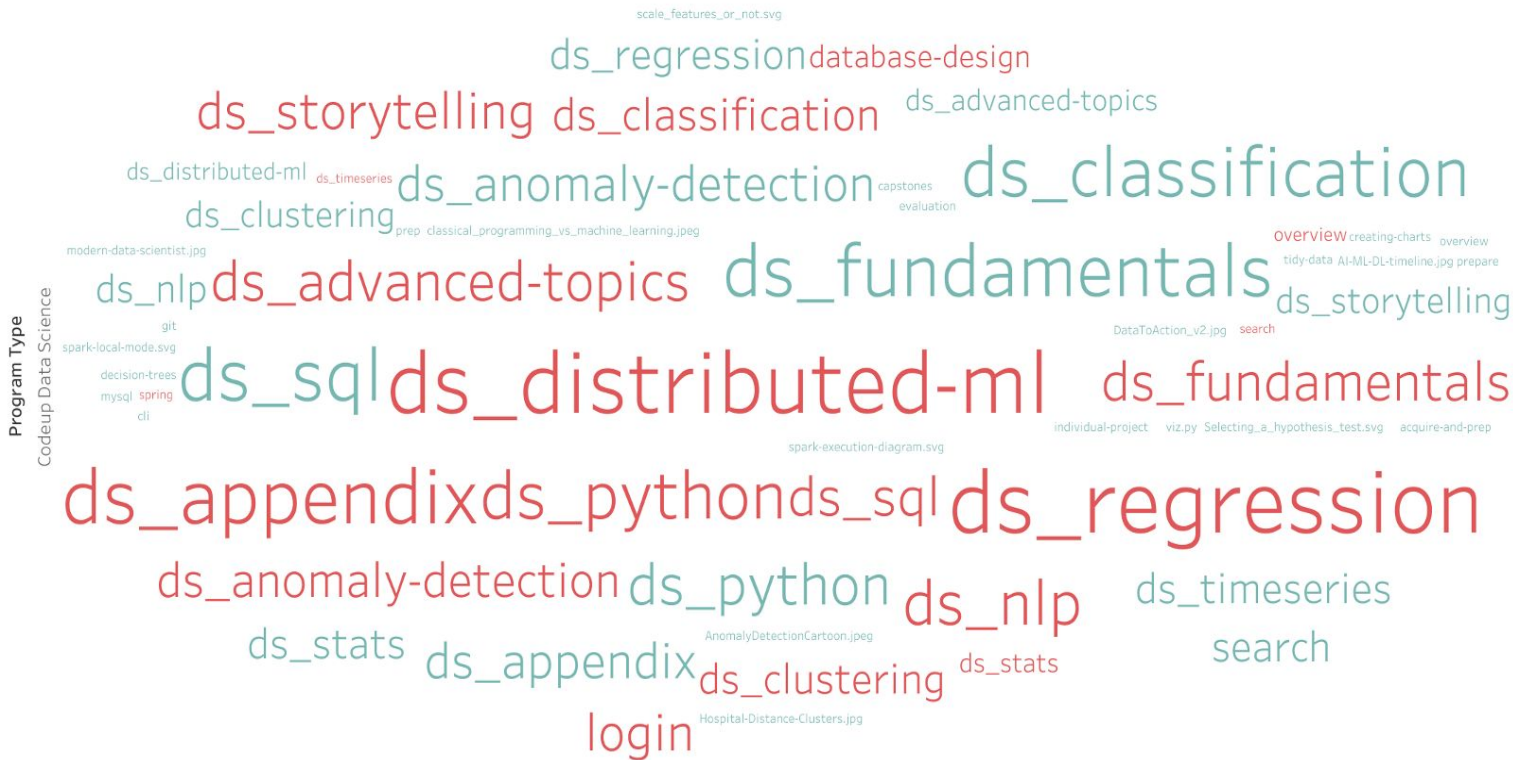 scale_features_or_not.svg
ds_regression database-design
ds_storytelling ds_classification ds_advanced-topics
ds_distributed-ml ds_timeseries ds_anomaly-detection capstones ds_classification
ds_clustering evaluation
prep classical_programming_vs_machine_learning.jpeg
overview creating-charts overview
modern-data-scientist.jpg
tidy-data AI-ML-DL-timeline.jpg prepare
ds_nlp ds_advanced-topics ds_fundamentals ds_storytelling
git DataToAction_v2.jpg search
spark-local-mode.svg
decision-trees ds_sql ds_distributed-ml ds_fundamentals
mysql spring
cli
individual-project viz.py Selecting_a_hypothesis_test.svg acquire-and-prep
spark-execution-diagram.svg
Program Type
Codeup Data Science
ds_appendix ds_python ds_sql ds_regression
ds_anomaly-detection ds_python ds_nlp ds_timeseries
AnomalyDetectionCartoon.jpeg
ds_stats ds_appendix search
ds_clustering ds_stats
Hospital-Distance-Clusters.jpg
login